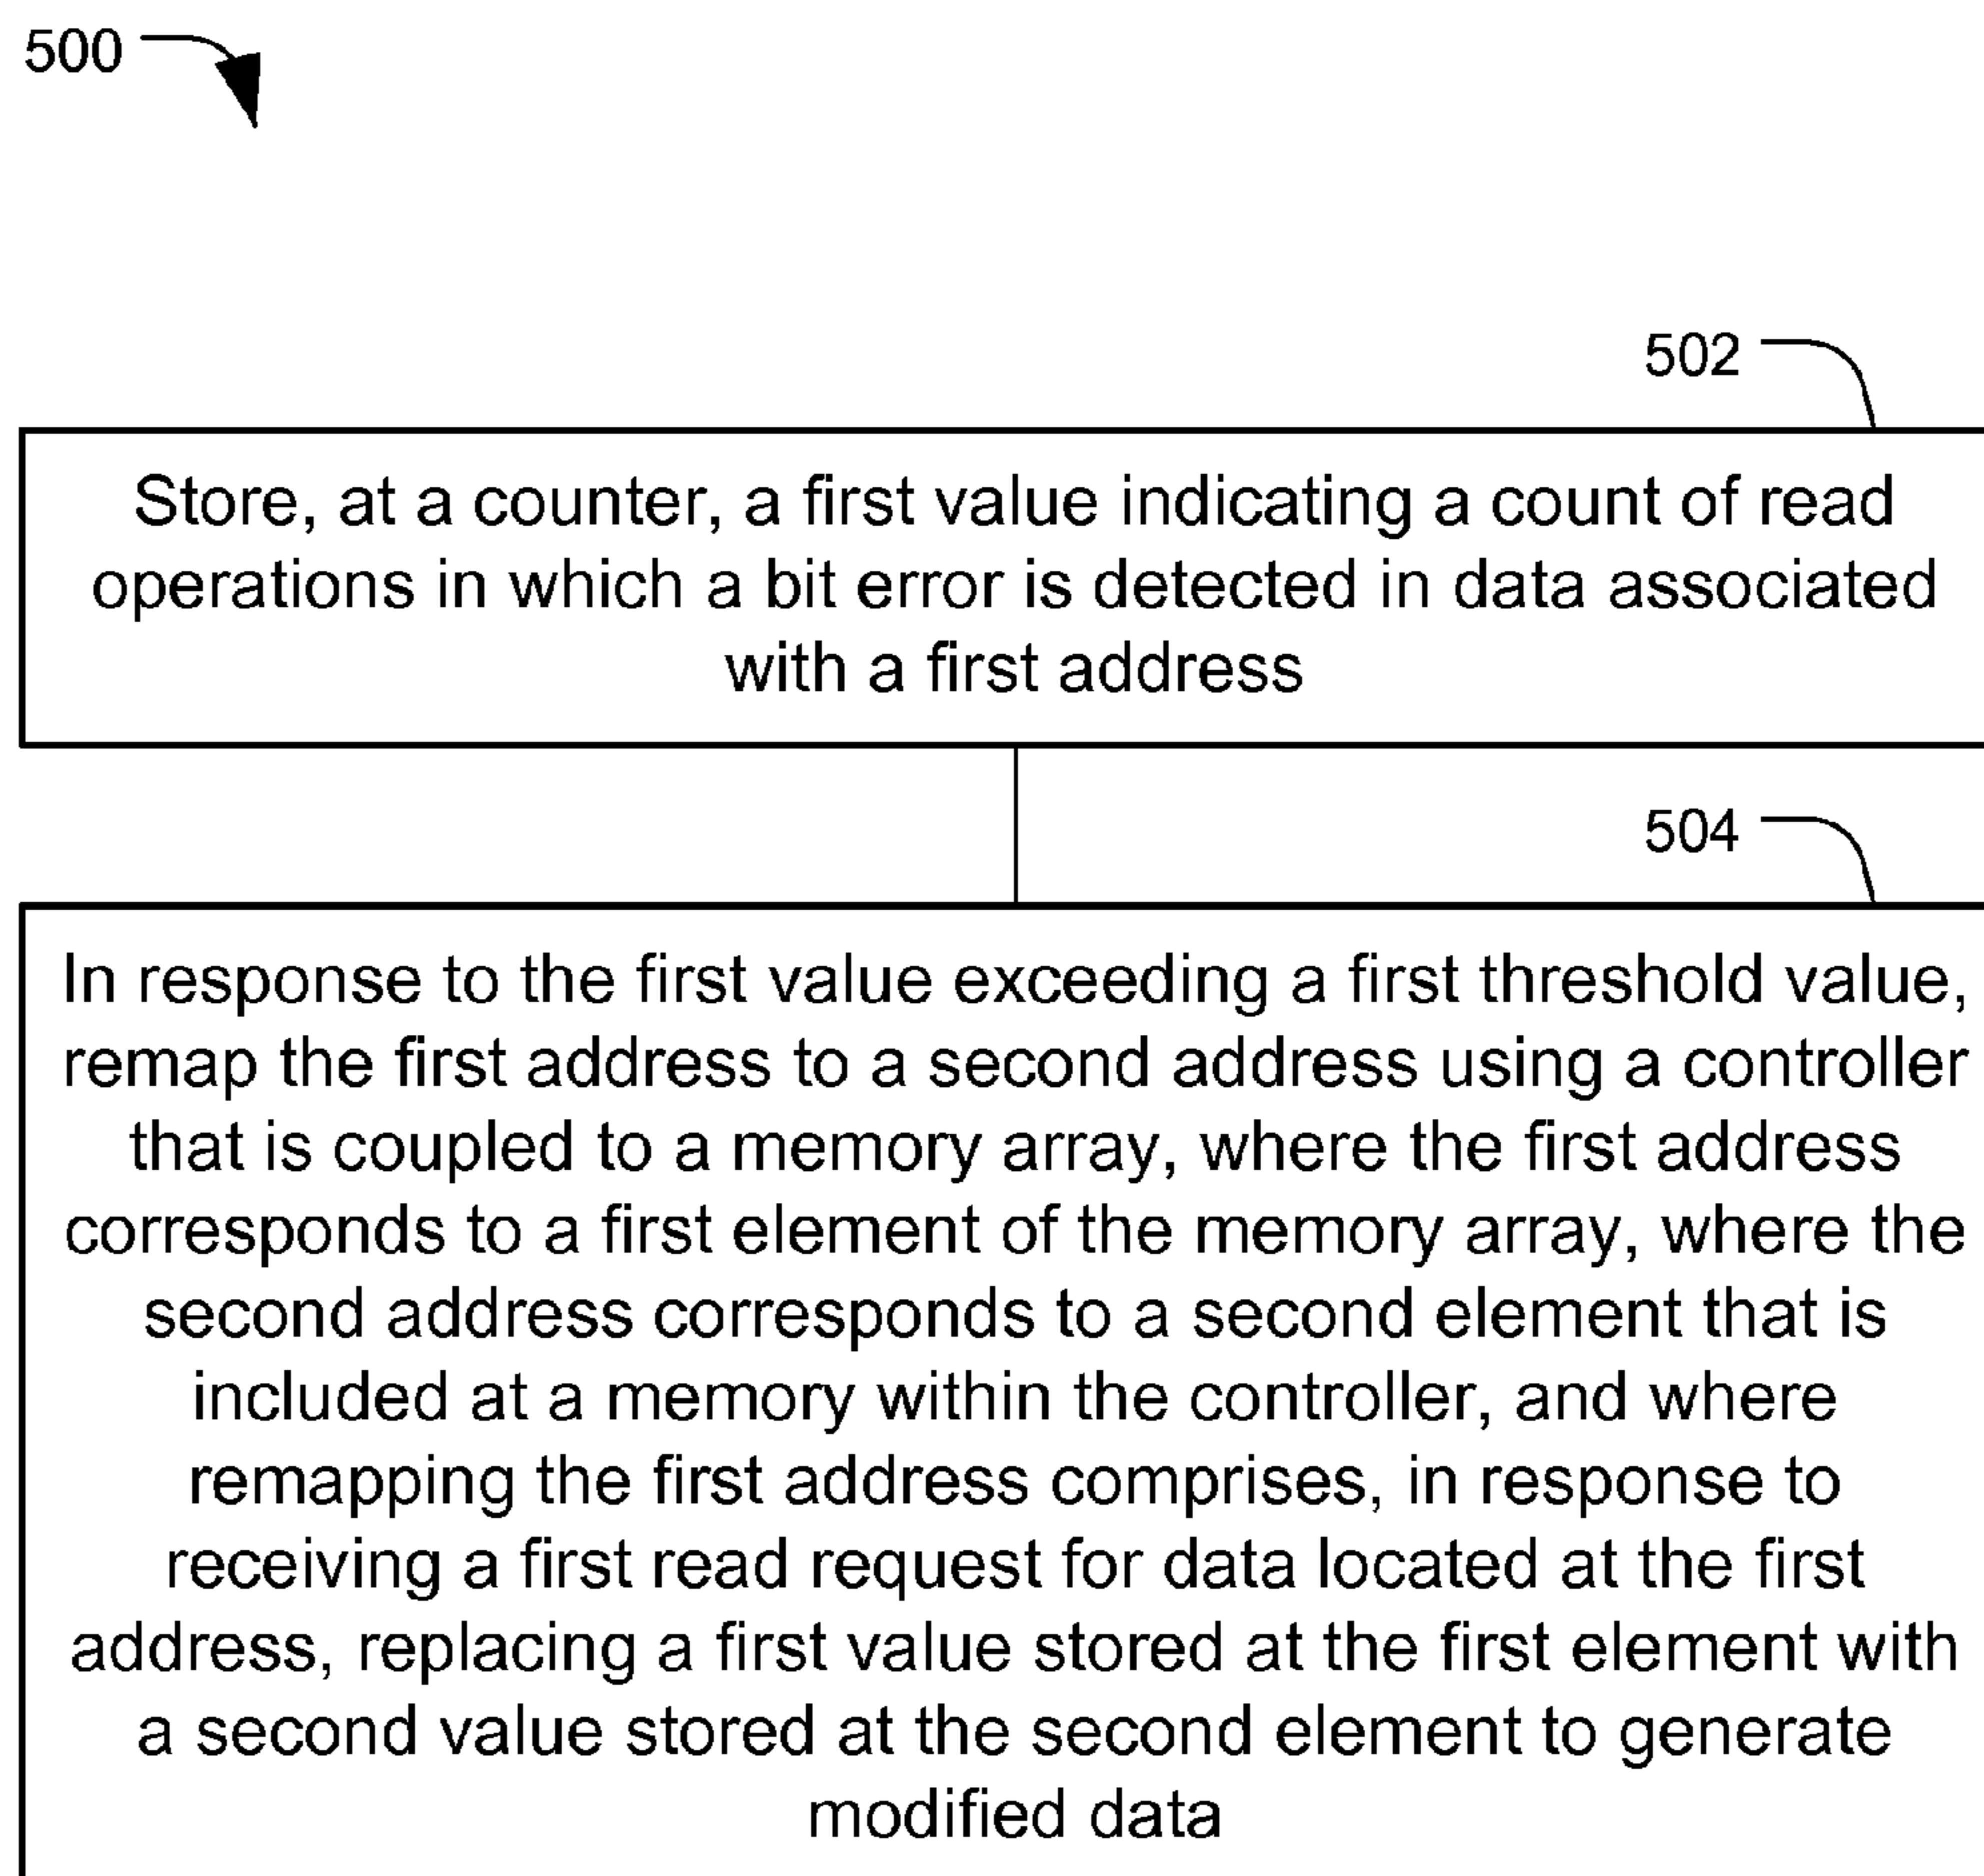 500
502
Store, at a counter, a first value indicating a count of read
operations in which a bit error is detected in data associated
with a first address
504
In response to the first value exceeding a first threshold value,
remap the first address to a second address using a controller
that is coupled to a memory array, where the first address
corresponds to a first element of the memory array, where the
second address corresponds to a second element that is
included at a memory within the controller, and where
remapping the first address comprises, in response to
receiving a first read request for data located at the first
address, replacing a first value stored at the first element with
a second value stored at the second element to generate
modified data